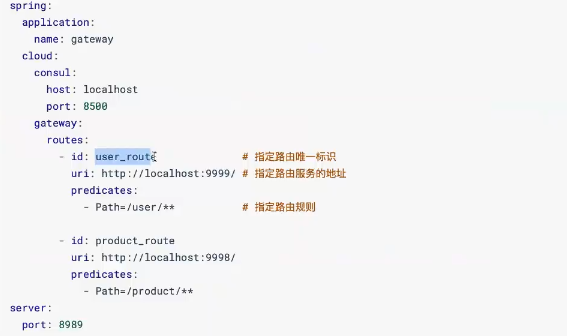 spring:
application:
name: gateway
cloud:
consul:
host: localhost
port: 8500
gateway:
routes:
- id: user_route # 指定路由唯一标识
uri: http://localhost:9999/ # 指定路由服务的地址
predicates:
- Path=/user/** # 指定路由规则
- id: product_route
uri: http://localhost:9998/
predicates:
- Path=/product/**
server:
port: 8989